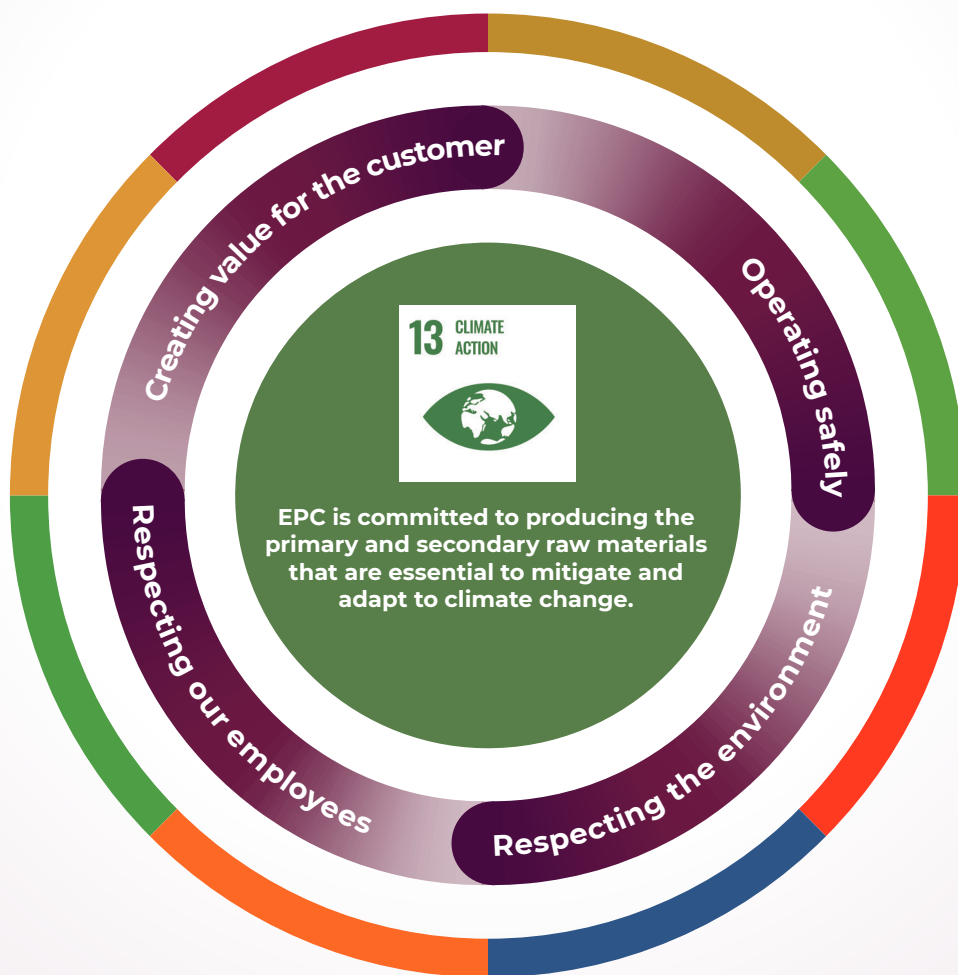 Creating value for the customer
Operating safely
13 CLIMATE
ACTION
EPC is committed to producing the
primary and secondary raw materials
that are essential to mitigate and
adapt to climate change.
Respecting our employees
Respecting the environment